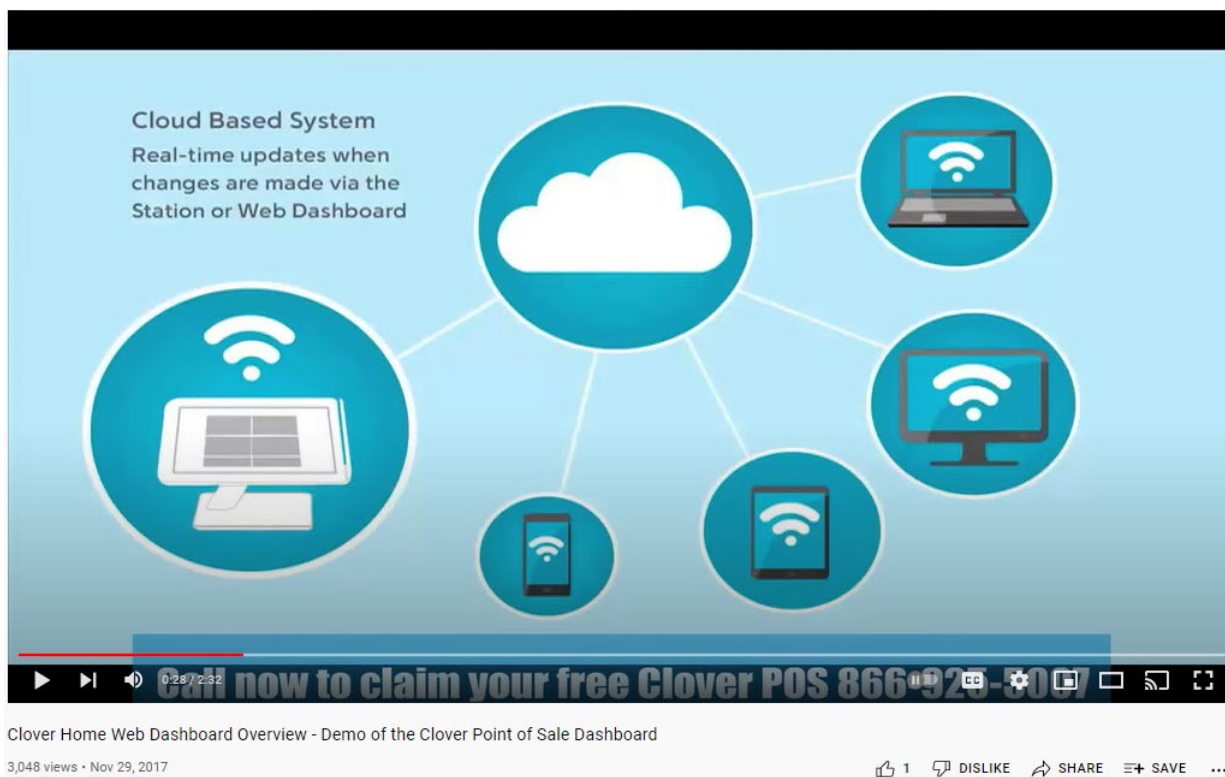 Cloud Based System
Real-time updates when
changes are made via the
Station or Web Dashboard
Call now to claim your free Clover POS 866
0:28 / 2:32
CC
Clover Home Web Dashboard Overview - Demo of the Clover Point of Sale Dashboard
3,048 views • Nov 29, 2017
1 DISLIKE SHARE SAVE ...